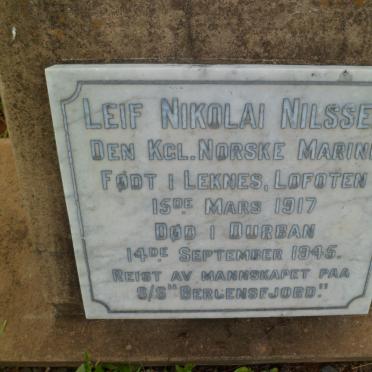 LEIF NIKOLAI NILSSE
DEN KGL. NORSKE MARIN
FØDT I LEKNES, LOFOTEN
15DE MARS 1917
DØD I DURBAN
14DE SEPTEMBER 1945.
REIST AV MANNSKAPET PAA
S/S "BERGENSFJORD."